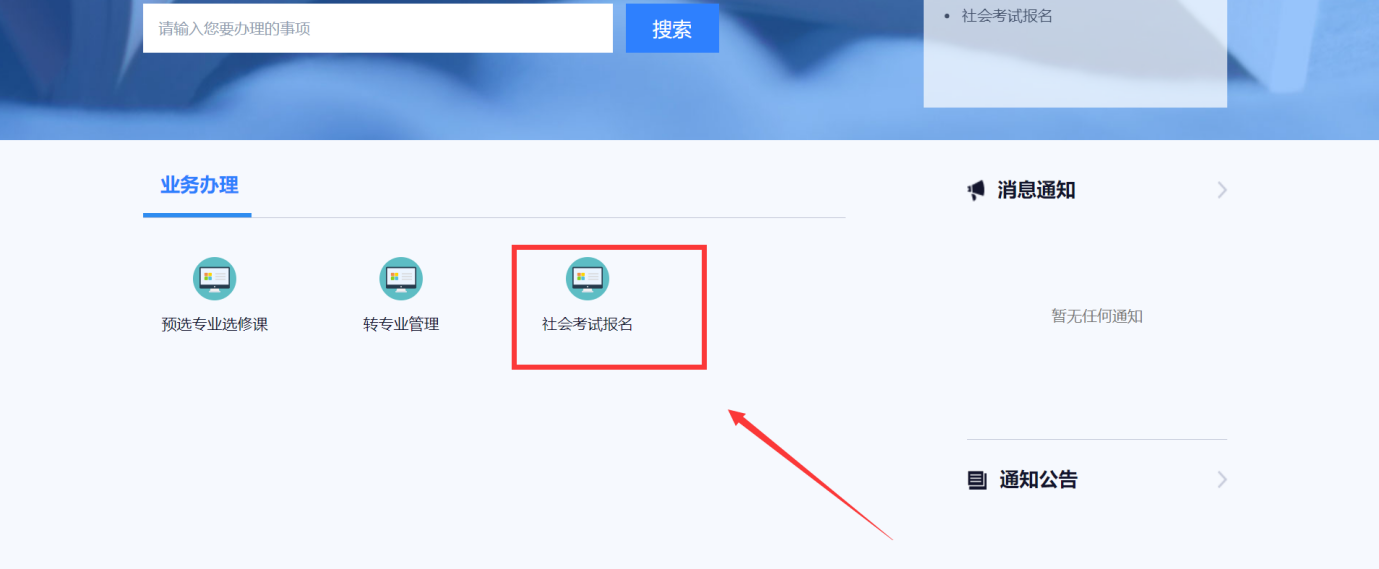 请输入您要办理的事项
搜索
社会考试报名
业务办理
预选专业选修课
转专业管理
社会考试报名
消息通知
暂无任何通知
通知公告